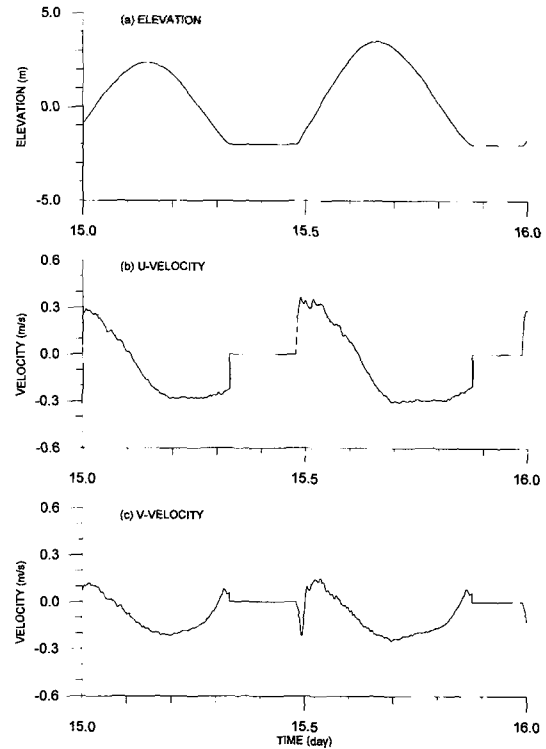 5.0
(a) ELEVATION
ELEVATION (m)
0.0
-5.0
15.0 15.5 16.0
0.6
(b) U-VELOCITY
0.3
VELOCITY (m/s)
0.0
-0.3
-0.6
15.0 15.5 16.0
0.6
(c) V-VELOCITY
0.3
VELOCITY (m/s)
0.0
-0.3
-0.6
15.0 15.5 16.0
TIME (day)